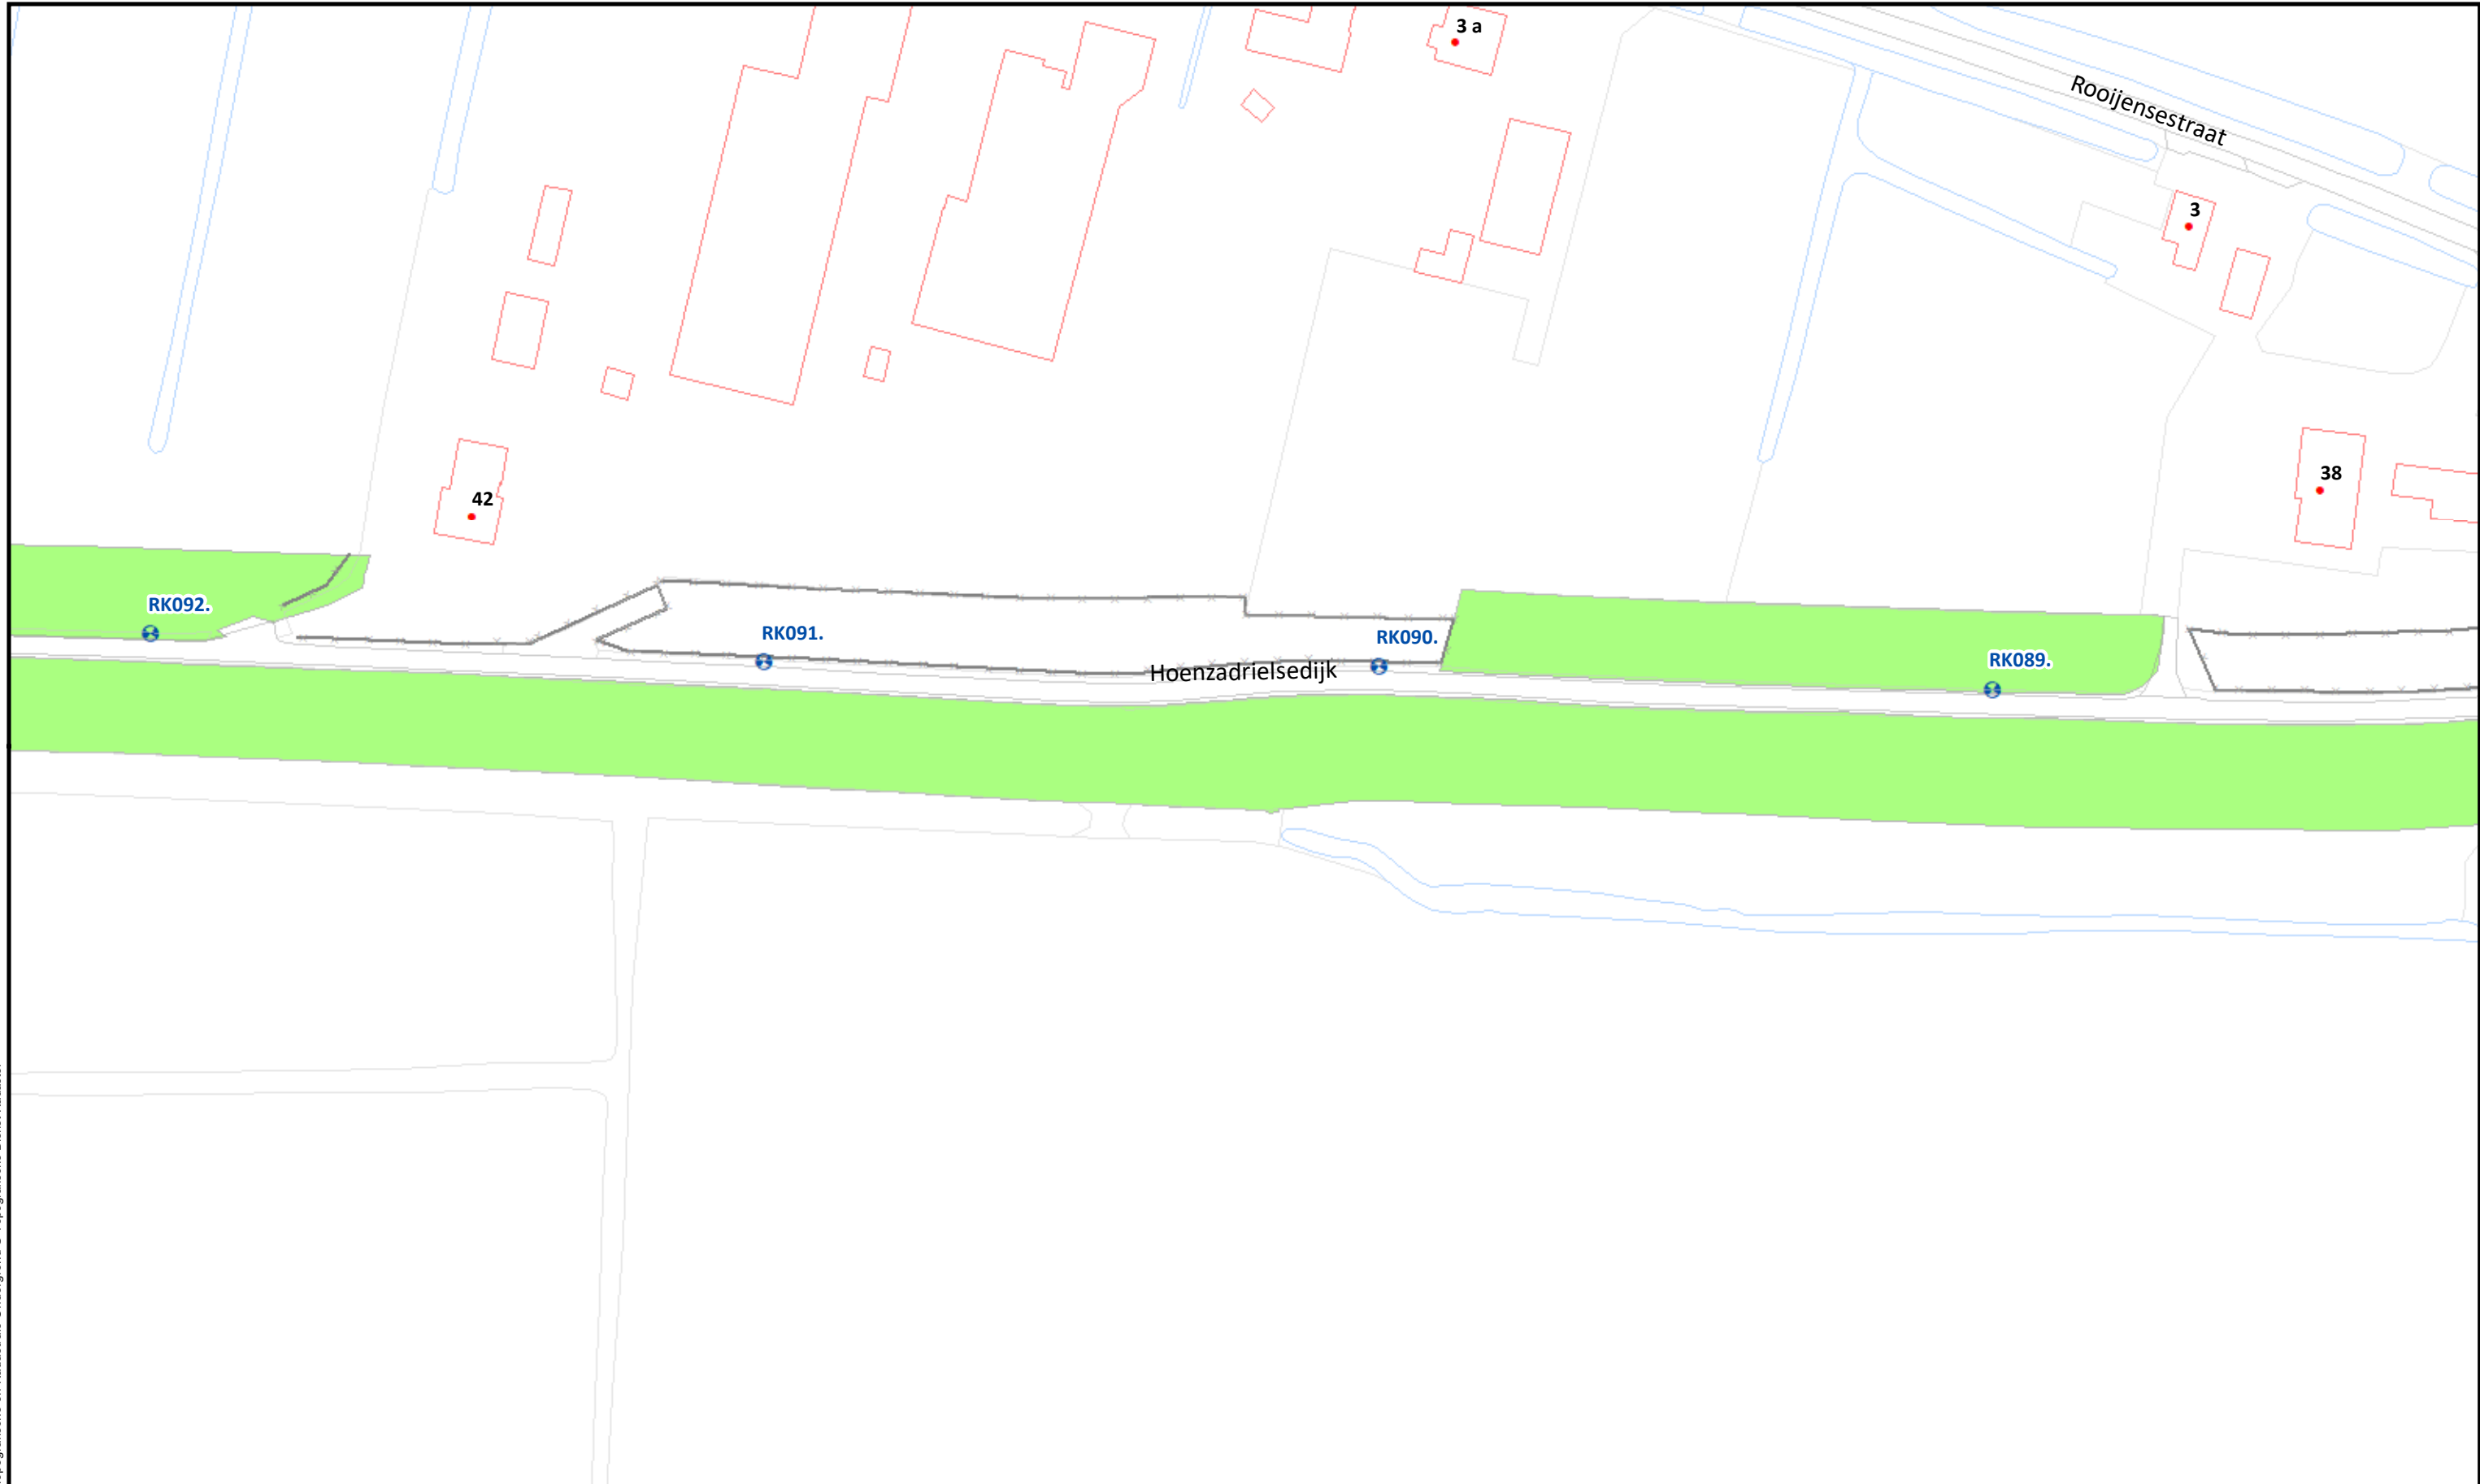 3 a
Rooijensestraat
3
38
42
RK092.
RK091.
RK090.
RK089.
Hoenzadrielsedijk